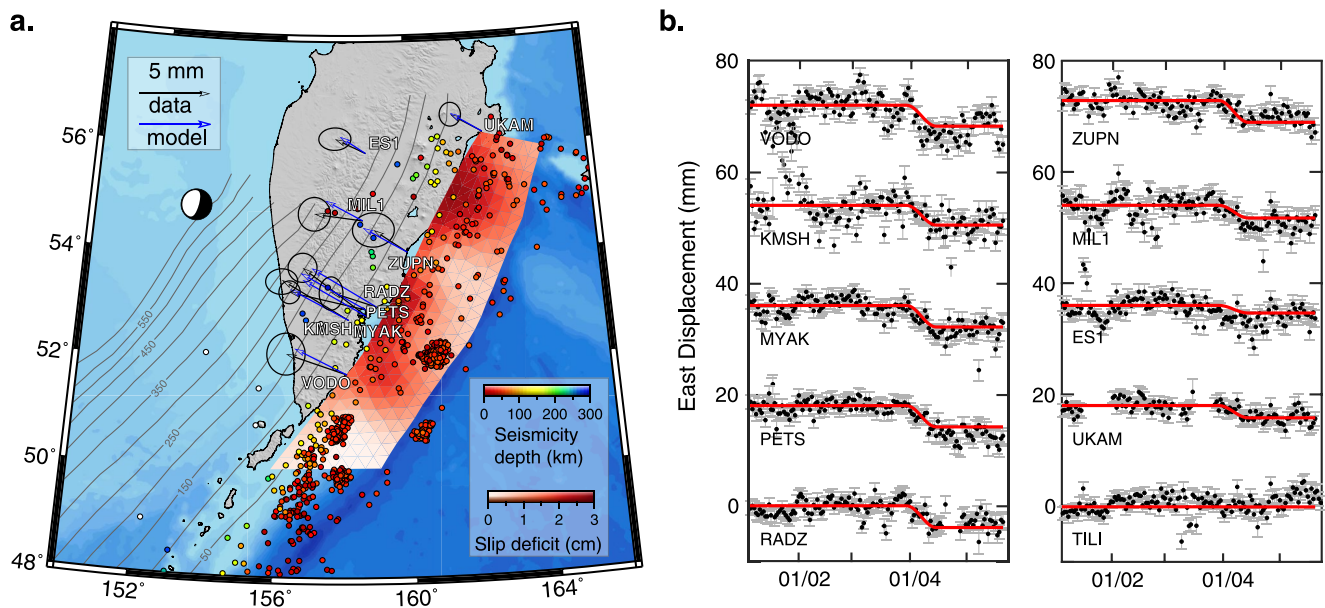 a.
5 mm
data
model
56˚
54˚
52˚
50˚
48˚
152˚
156˚
160˚
164˚
UKAM
ES1
MIL1
ZUPN
RADZ
PETS
KMSH
MYAK
VODO
550
450
350
250
150
50
0 100 200 300
Seismicity
depth (km)
0 1 2 3
Slip deficit (cm)
b.
East Displacement (mm)
80
60
40
20
0
VODO
KMSH
MYAK
PETS
RADZ
01/02 01/04
80
60
40
20
0
ZUPN
MIL1
ES1
UKAM
TILI
01/02 01/04